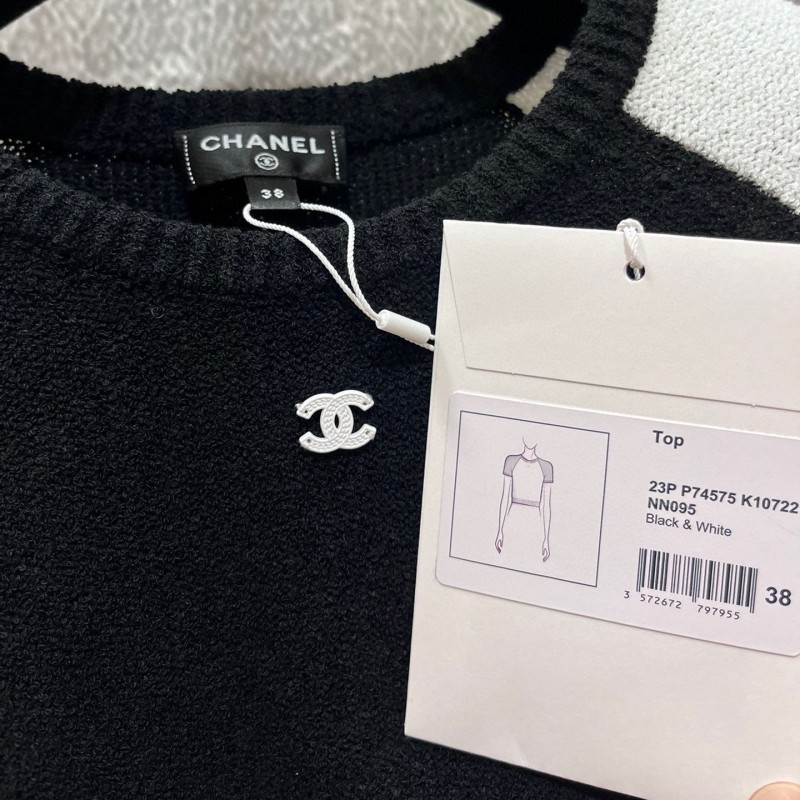 CHANEL
38
Top
23P P74575 K10722
NN095
Black & White
3 572672 797955
38